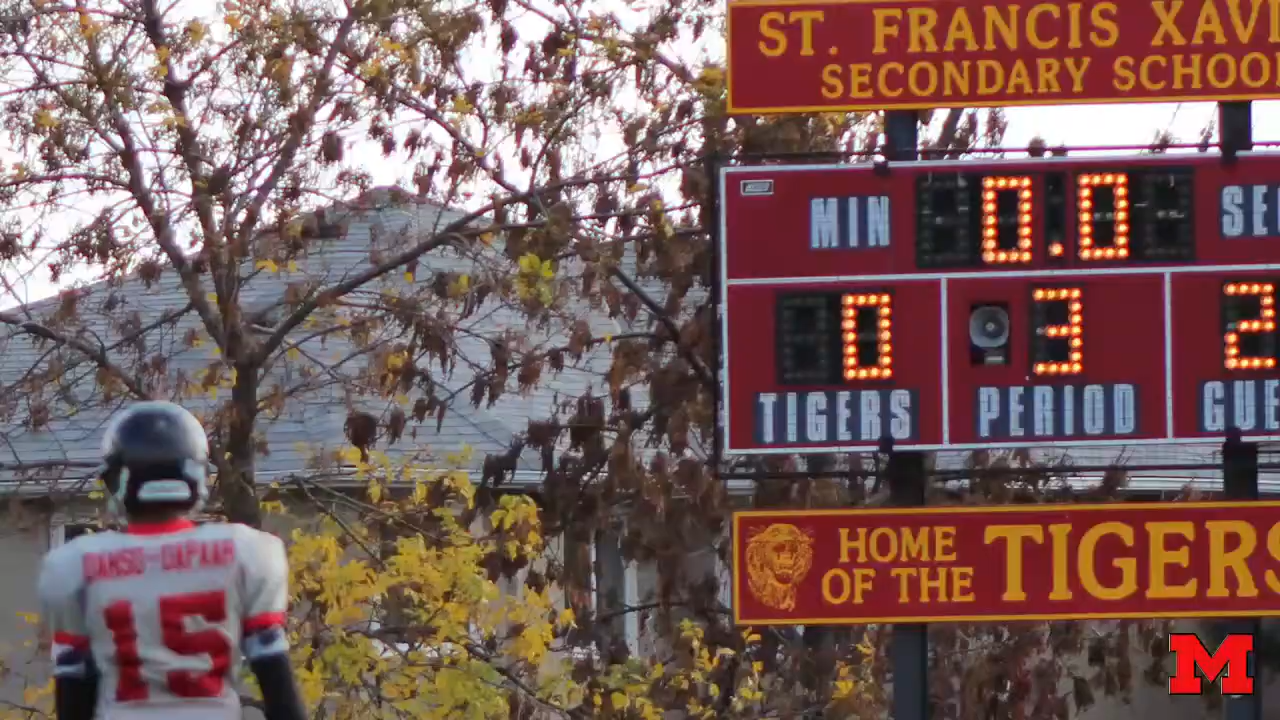 ST. FRANCIS XAVI
SECONDARY SCHOOL
MIN 0.0 SE
0 3 2
TIGERS PERIOD GUE
HOME OF THE TIGERS
DANSO-DAPAAH
15
M